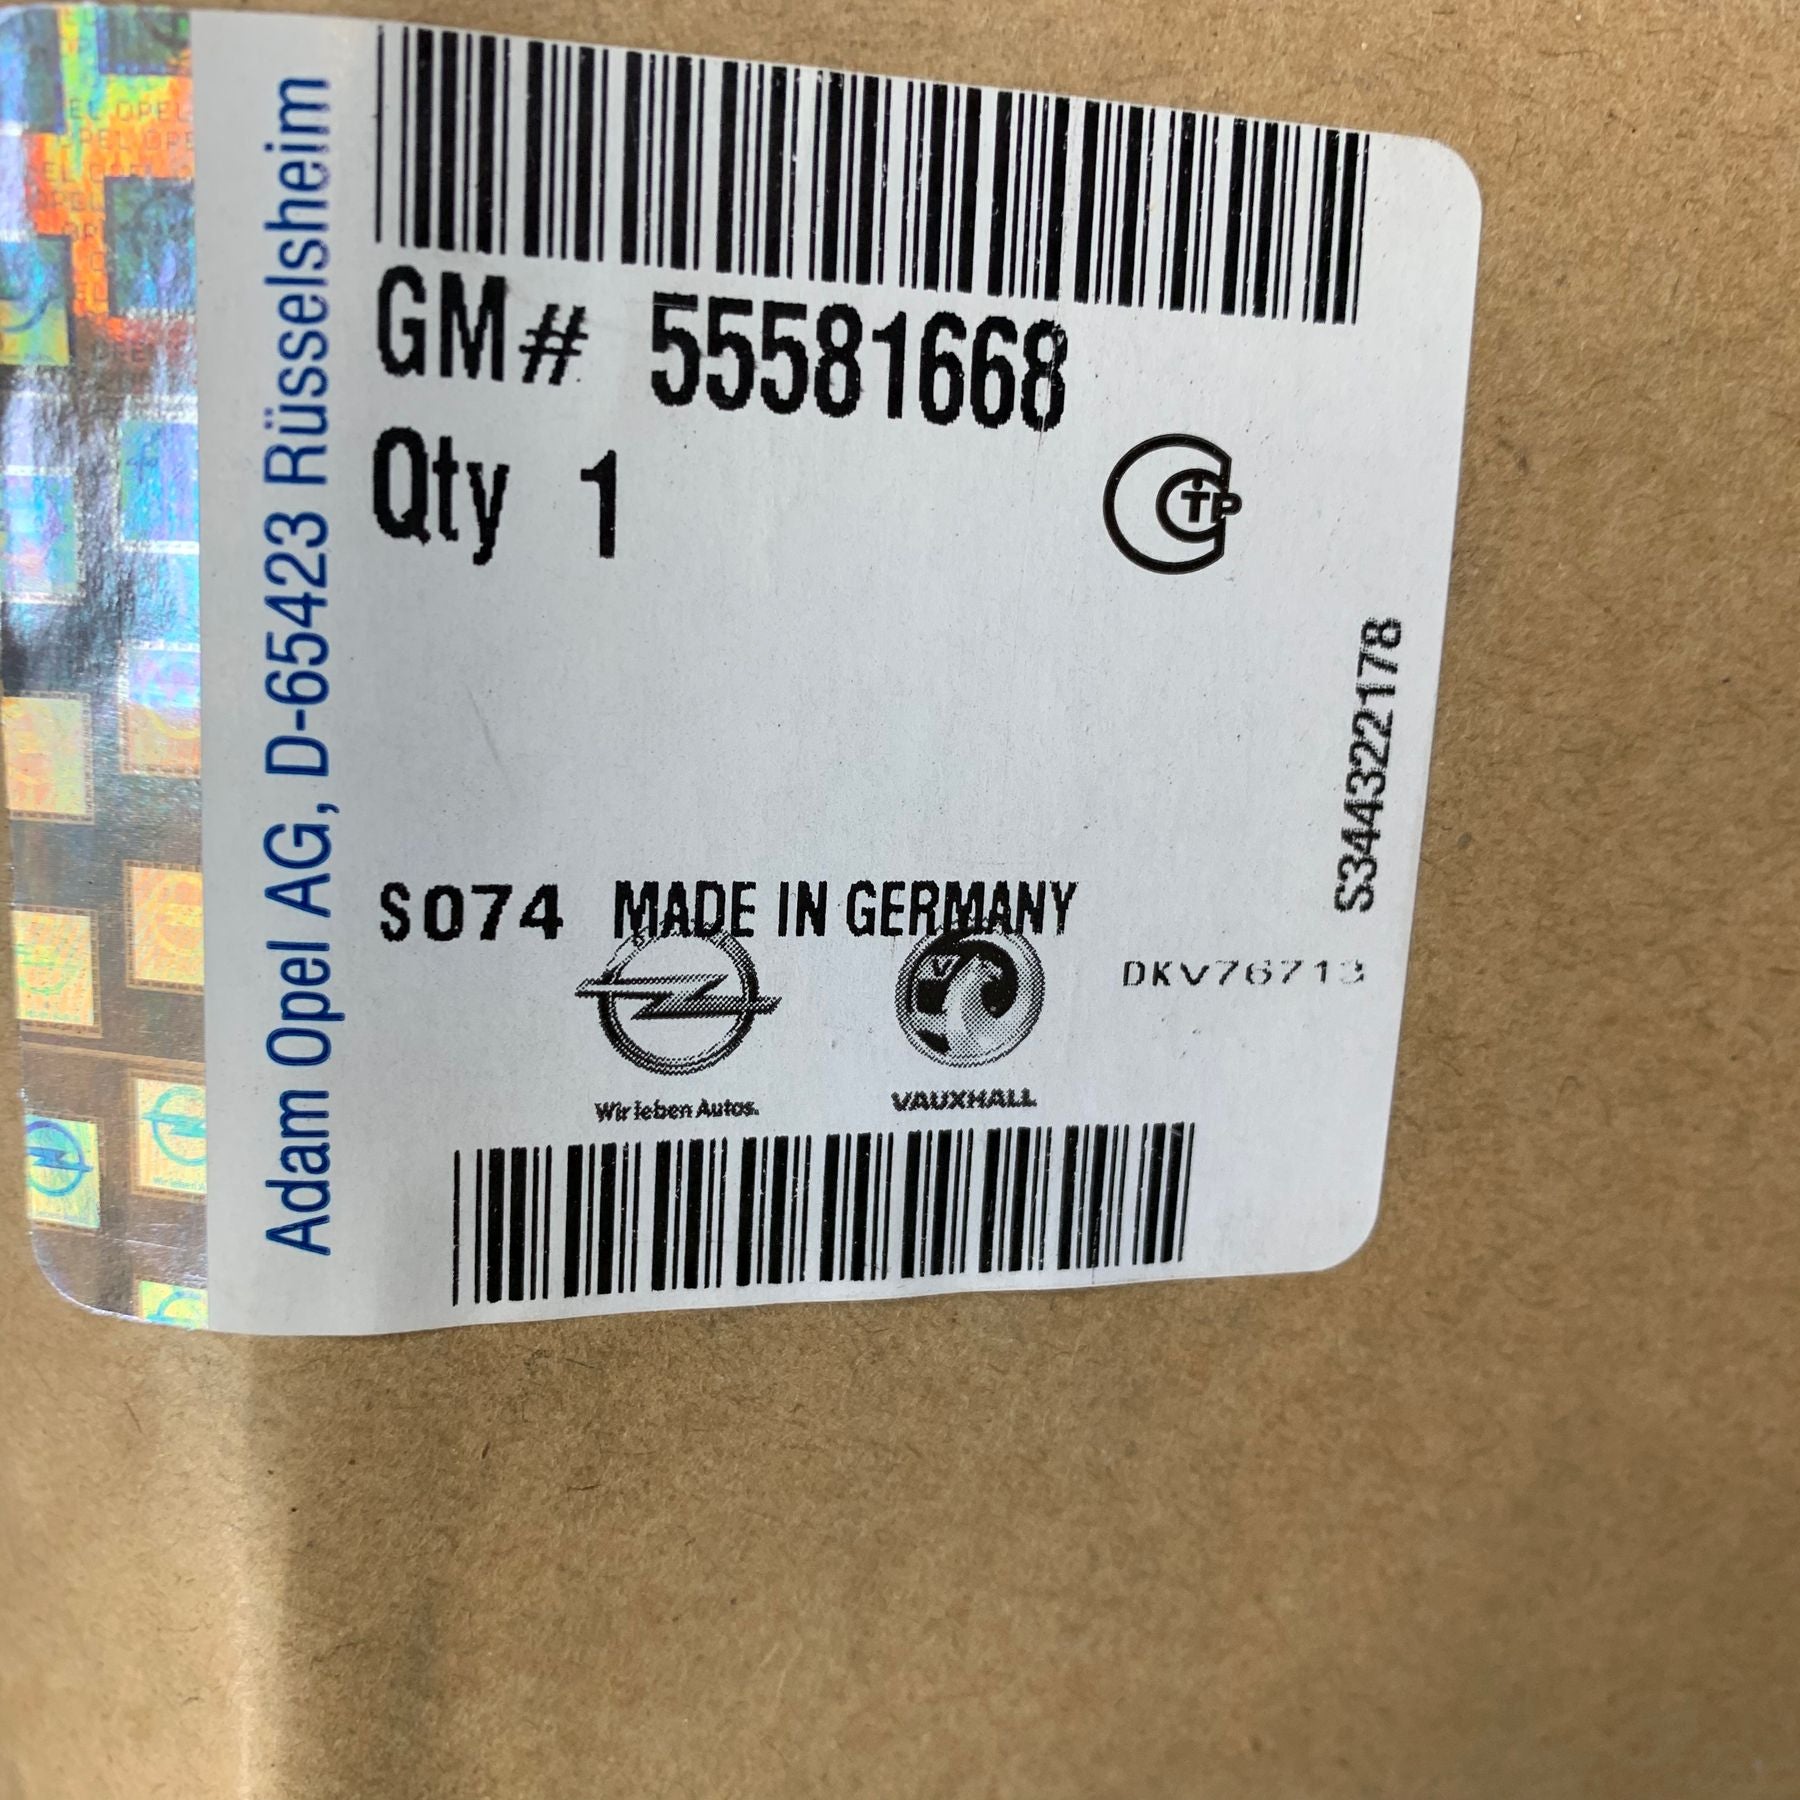 Adam Opel AG, D-65423 Rüsselsheim
GM# 55581668
Qty 1
CTP
S344322178
S074 MADE IN GERMANY
DKV76713
Wir leben Autos.
VAUXHALL